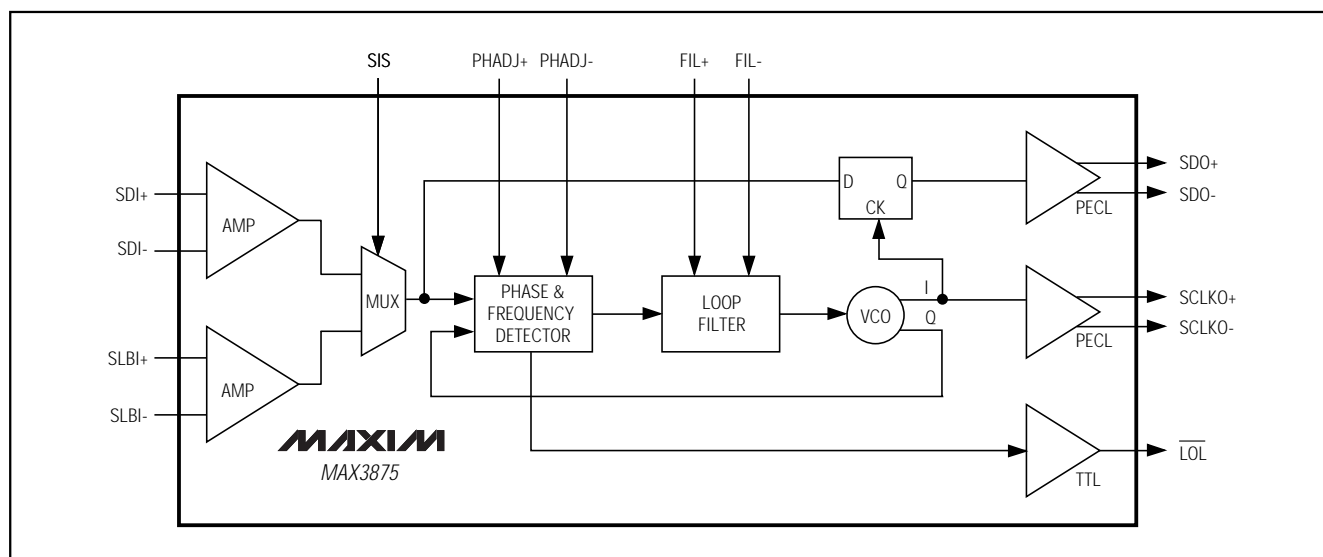 SIS
PHADJ+ PHADJ-
FIL+ FIL-
SDI+
SDI-
AMP
SLBI+
SLBI-
AMP
MUX
PHASE &
FREQUENCY
DETECTOR
LOOP
FILTER
VCO
I
Q
D Q
CK
PECL
SDO+
SDO-
PECL
SCLKO+
SCLKO-
TTL
LOL
MAXIM
MAX3875